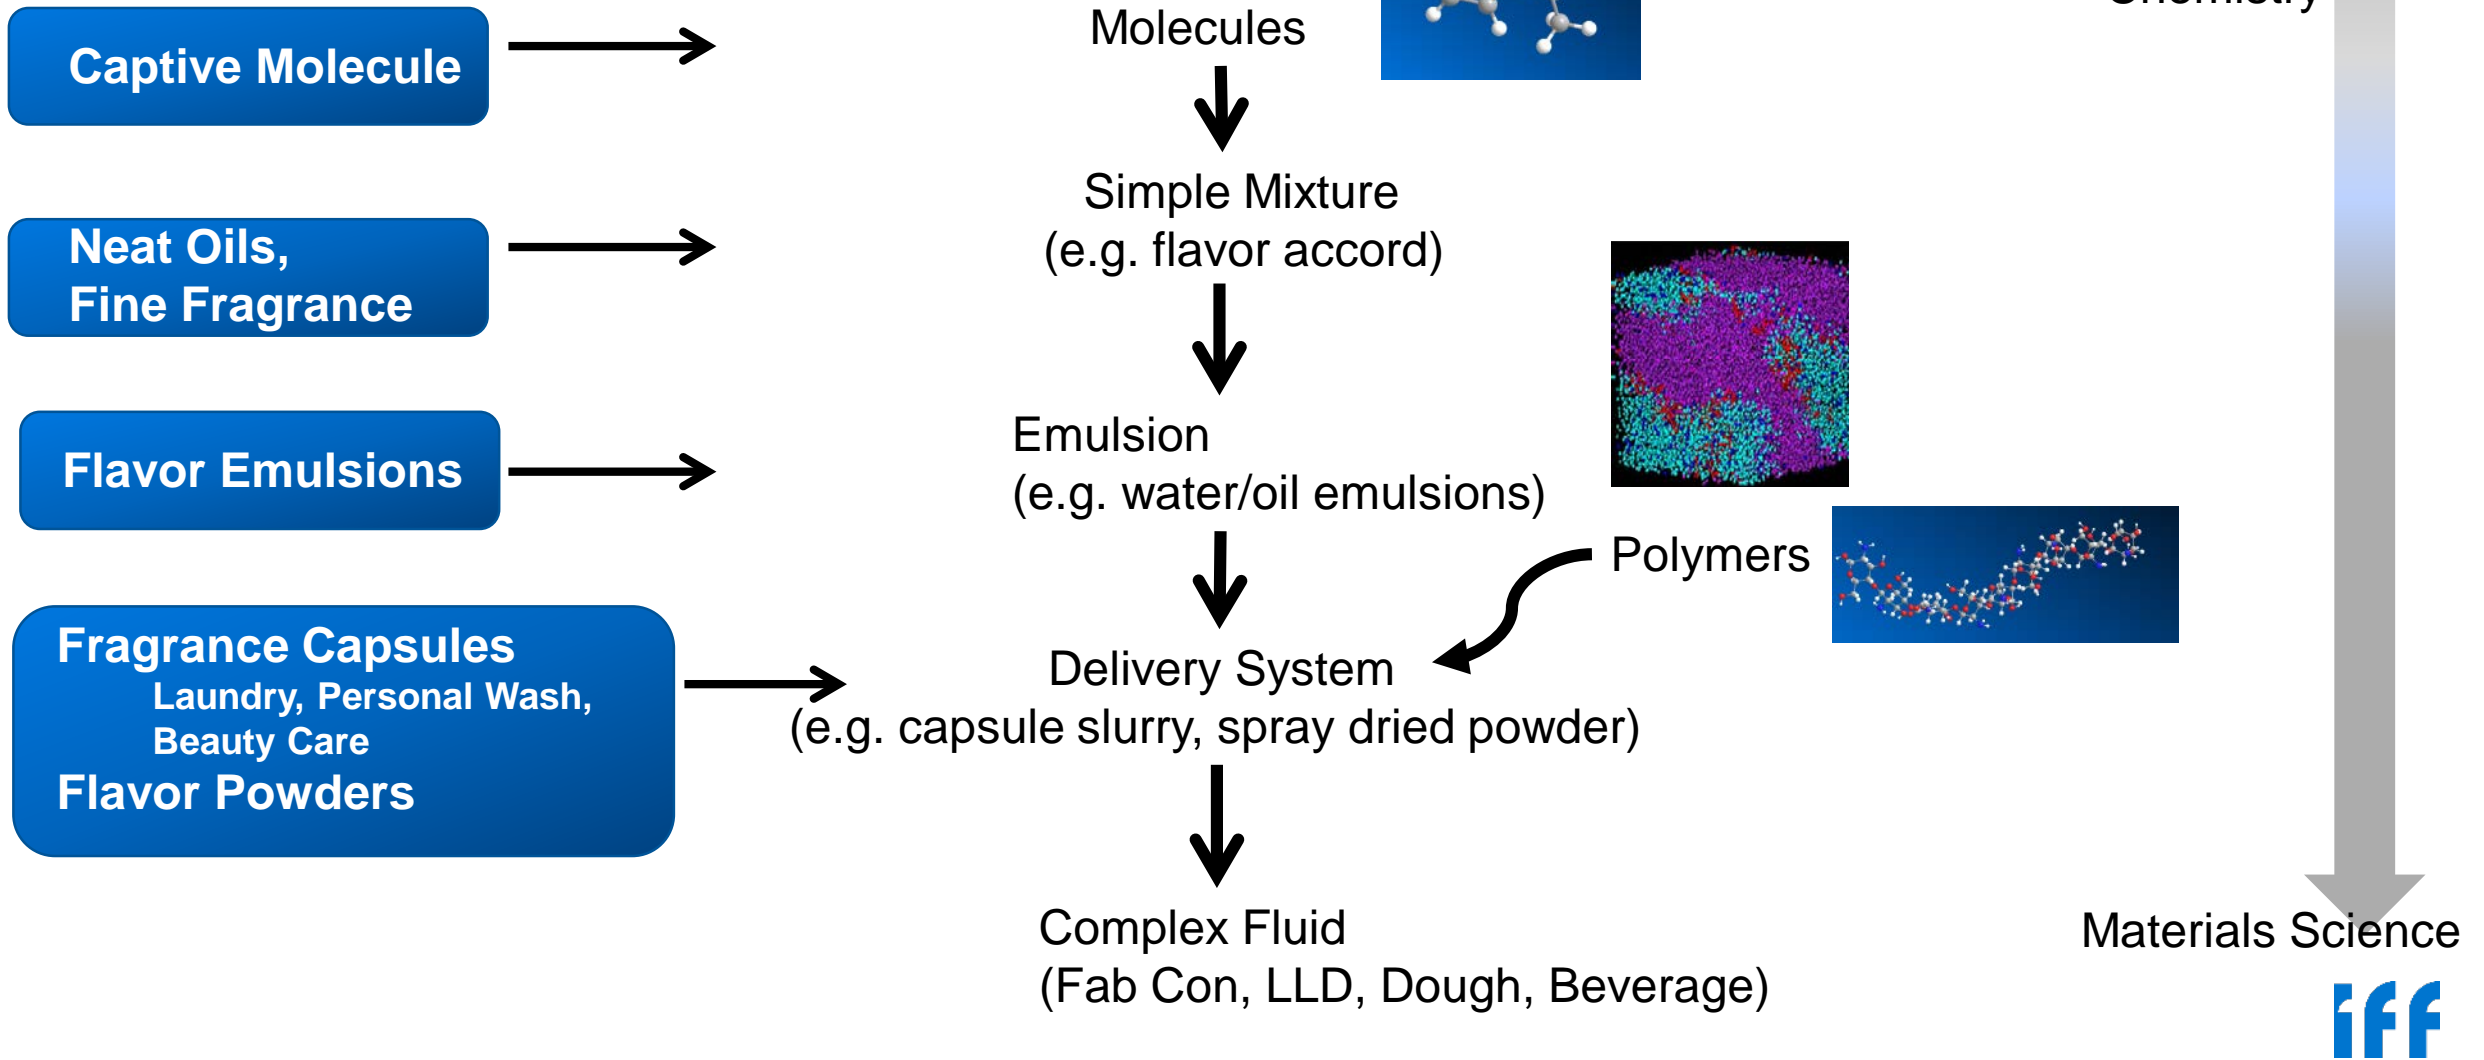 Chemistry
Molecules
Captive Molecule
Simple Mixture
(e.g. flavor accord)
Neat Oils,
Fine Fragrance
Emulsion
(e.g. water/oil emulsions)
Flavor Emulsions
Polymers
Fragrance Capsules
Laundry, Personal Wash,
Beauty Care
Flavor Powders
Delivery System
(e.g. capsule slurry, spray dried powder)
Complex Fluid
(Fab Con, LLD, Dough, Beverage)
Materials Science
iff